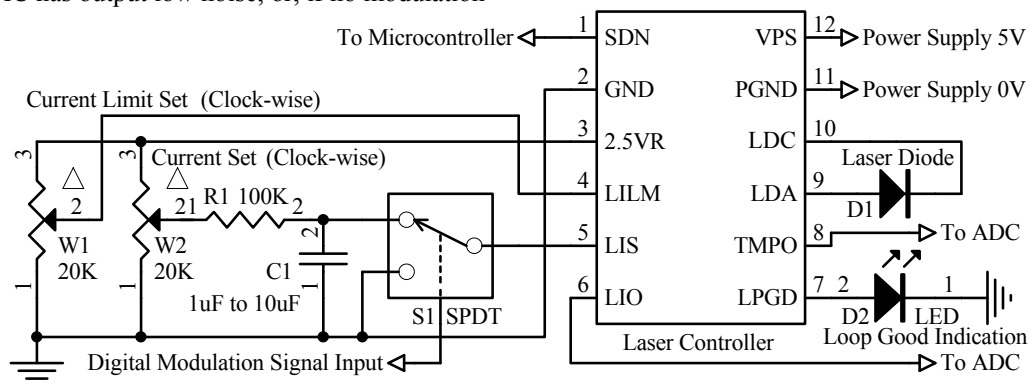 IC has output low noise, or, if no modulation
To Microcontroller
1
SDN
VPS
12
Power Supply 5V
2
GND
PGND
11
Power Supply 0V
Current Limit Set (Clock-wise)
3
2.5VR
LDC
10
3
3
Current Set (Clock-wise)
Laser Diode
4
LILM
LDA
9
D1
2
W1
20K
1
21
W2
20K
1
R1 100K
2
2
C1
1
1uF to 10uF
S1
SPDT
5
LIS
TMPO
8
To ADC
6
LIO
LPGD
7
2
1
D2
LED
Loop Good Indication
Laser Controller
Digital Modulation Signal Input
To ADC